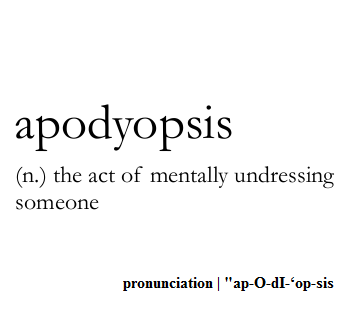 apodyopsis
(n.) the act of mentally undressing
someone
pronunciation | "ap-O-dI-‘op-sis